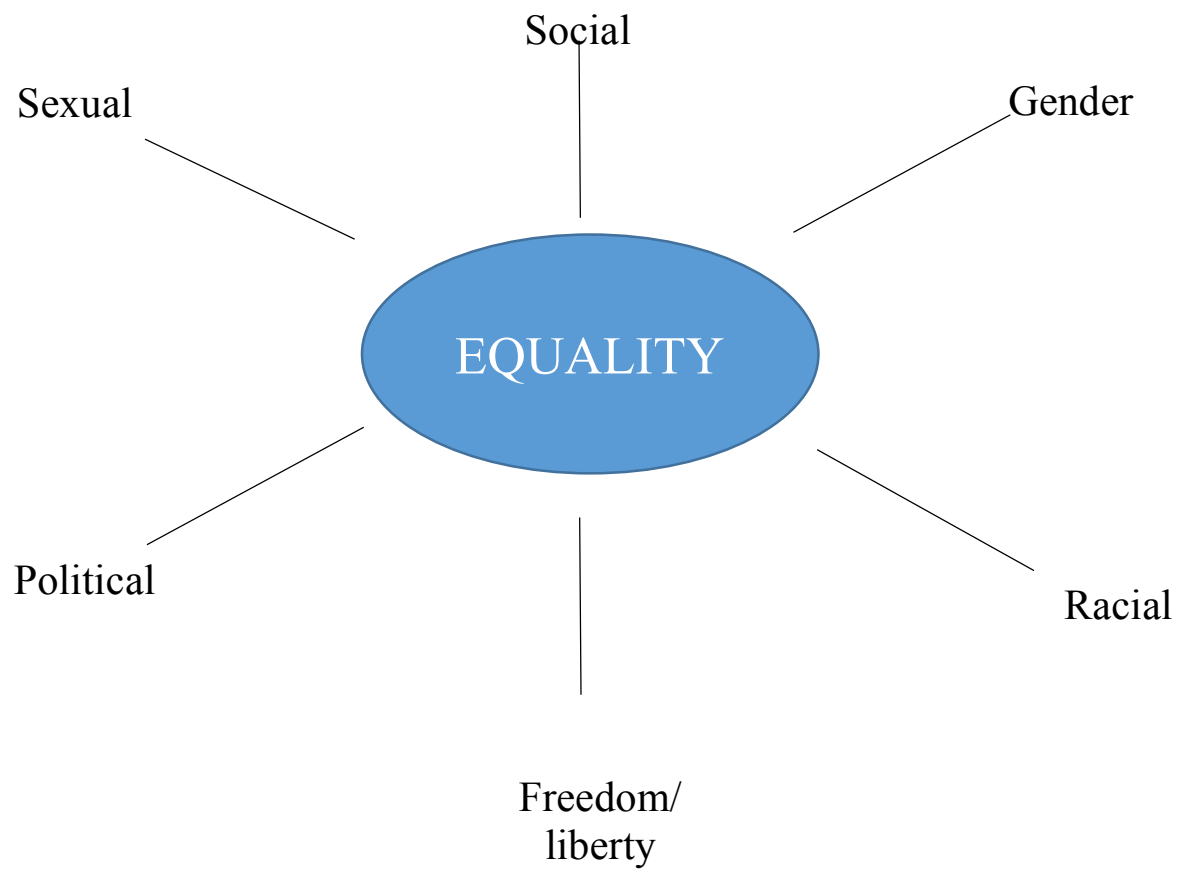 Social
Sexual
Gender
EQUALITY
Political
Racial
Freedom/
liberty